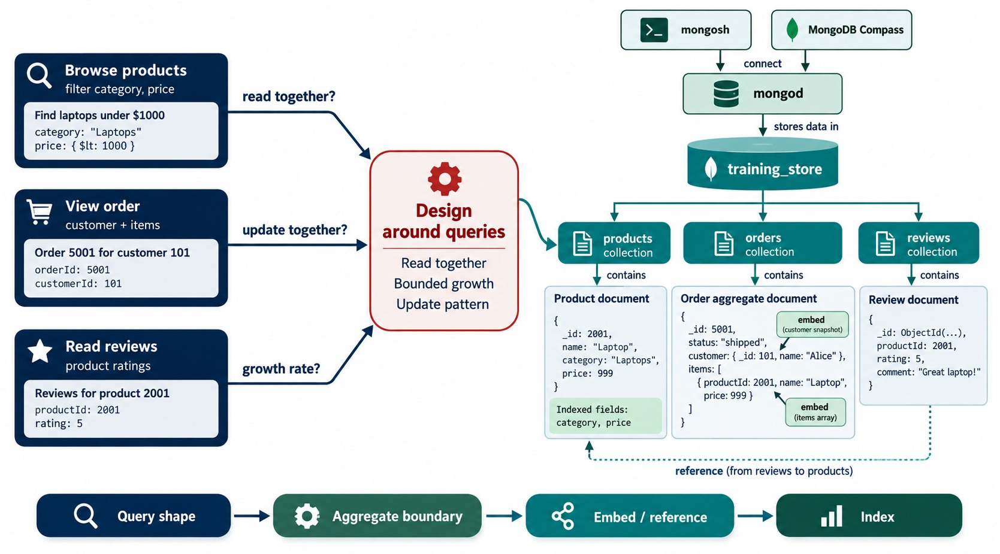 Browse products
filter category, price
Find laptops under $1000
category: "Laptops"
price: { $lt: 1000 }
View order
customer + items
Order 5001 for customer 101
orderId: 5001
customerId: 101
Read reviews
product ratings
Reviews for product 2001
productId: 2001
rating: 5
read together?
update together?
growth rate?
Design
around queries
Read together
Bounded growth
Update pattern
mongosh
MongoDB Compass
connect
mongod
stores data in
training_store
products
collection
orders
collection
reviews
collection
contains
contains
contains
Product document
{
_id: 2001,
name: "Laptop",
category: "Laptops",
price: 999
}
Indexed fields:
category, price
Order aggregate document
{
_id: 5001,
status: "shipped",
customer: { _id: 101, name: "Alice" },
items: [
{ productId: 2001, name: "Laptop",
price: 999 }
]
}
embed
(customer snapshot)
embed
(items array)
Review document
{
_id: ObjectId(...),
productId: 2001,
rating: 5,
comment: "Great laptop!"
}
reference (from reviews to products)
Query shape
Aggregate boundary
Embed / reference
Index